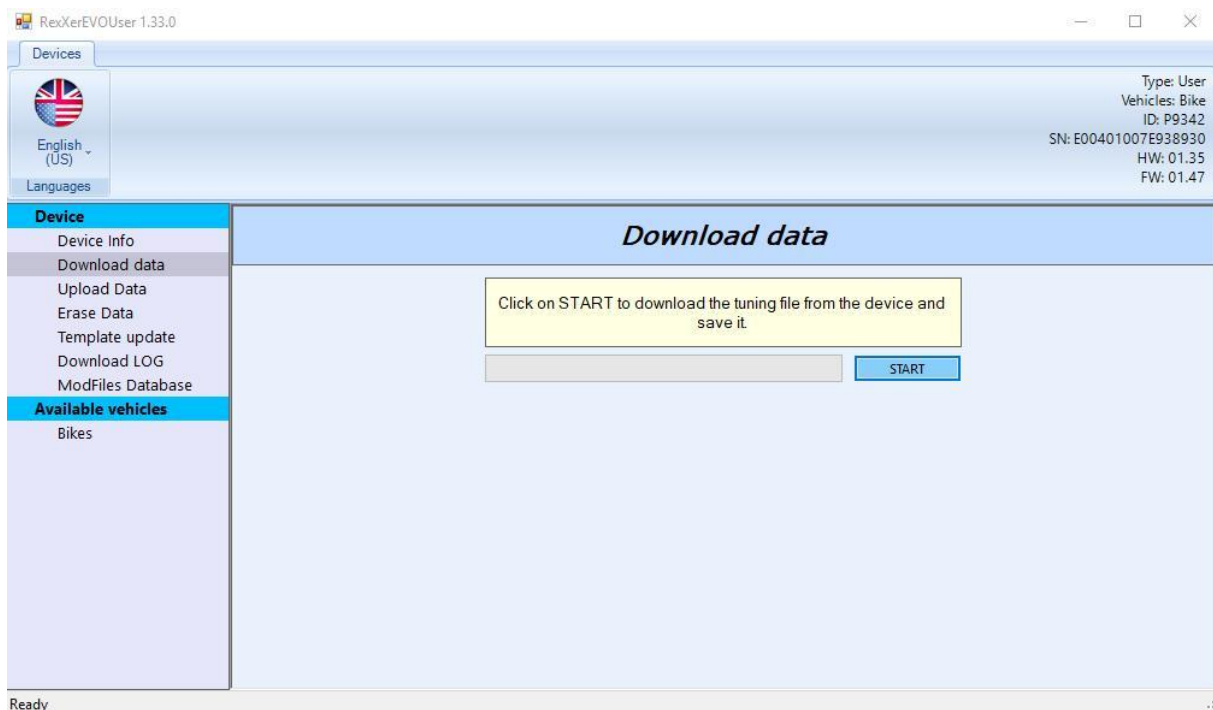 RexXerEVOUser 1.33.0
Devices
English
(US)
Languages
Type: User
Vehicles: Bike
ID: P9342
SN: E00401007E938930
HW: 01.35
FW: 01.47
Device
Device Info
Download data
Upload Data
Erase Data
Template update
Download LOG
ModFiles Database
Available vehicles
Bikes
Download data
Click on START to download the tuning file from the device and
save it.
START
Ready